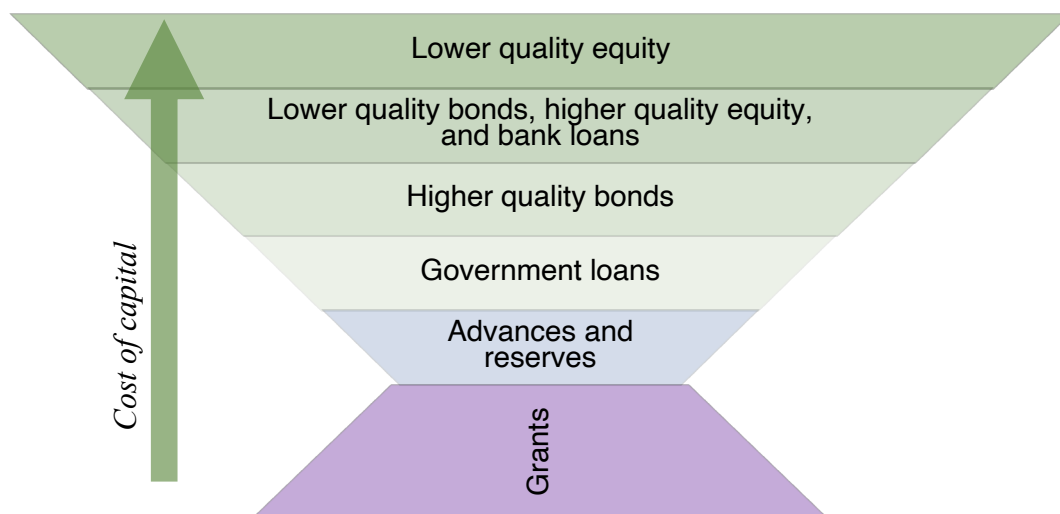 Lower quality equity
Lower quality bonds, higher quality equity,
and bank loans
Higher quality bonds
Government loans
Advances and
reserves
Grants
Cost of capital